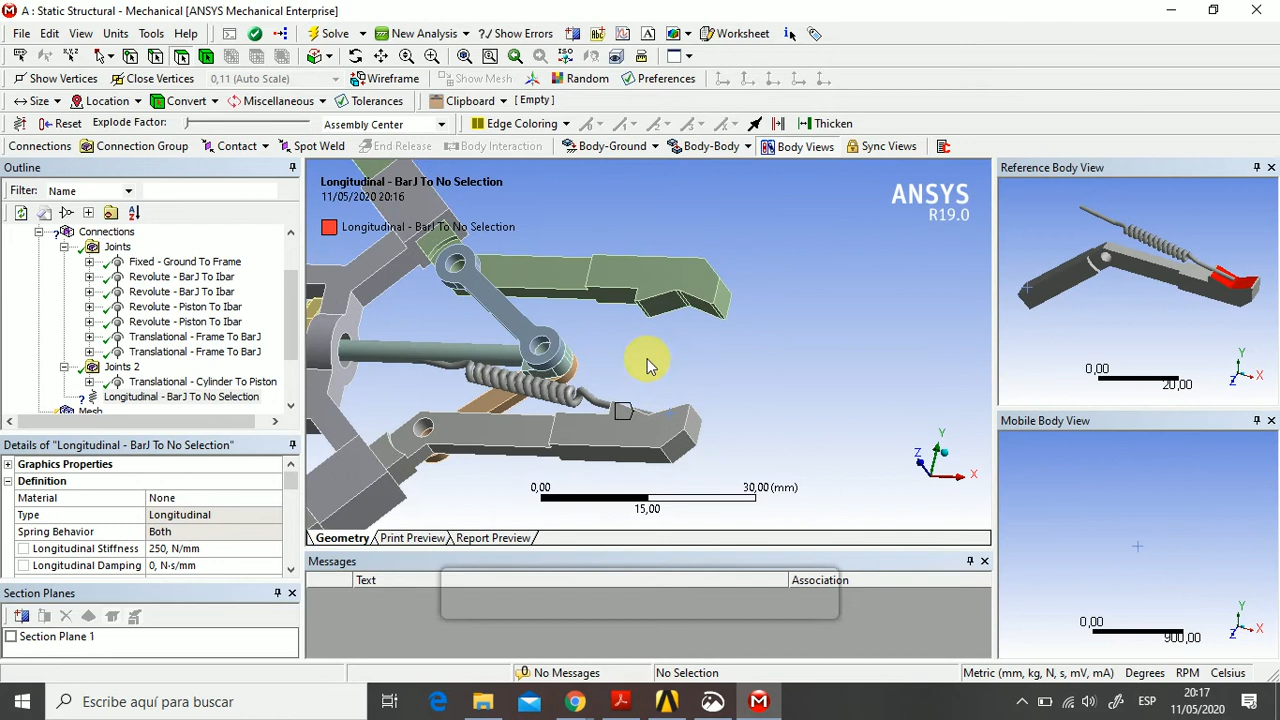 A : Static Structural - Mechanical [ANSYS Mechanical Enterprise]
File Edit View Units Tools Help Solve New Analysis Show Errors Worksheet
Show Vertices Close Vertices 0,11 (Auto Scale) Wireframe Show Mesh Random Preferences
Size Location Convert Miscellaneous Tolerances Clipboard [ Empty ]
Reset Explode Factor: Assembly Center Edge Coloring Thicken
Connections Connection Group Contact Spot Weld End Release Body Interaction Body-Ground Body-Body Body Views Sync Views
Outline
Filter: Name
Connections
Joints
Fixed - Ground To Frame
Revolute - BarJ To Ibar
Revolute - BarJ To Ibar
Revolute - Piston To Ibar
Revolute - Piston To Ibar
Translational - Frame To BarJ
Translational - Frame To BarJ
Joints 2
Translational - Cylinder To Piston
Longitudinal - BarJ To No Selection
Mesh
Details of "Longitudinal - BarJ To No Selection"
Graphics Properties
Definition
Material None
Type Longitudinal
Spring Behavior Both
Longitudinal Stiffness 250, N/mm
Longitudinal Damping 0, N·s/mm
Section Planes
Section Plane 1
Longitudinal - BarJ To No Selection
11/05/2020 20:16
Longitudinal - BarJ To No Selection
ANSYS
R19.0
Y
Z
X
0,00 30,00 (mm)
15,00
Geometry Print Preview Report Preview
Messages
Text Association
Reference Body View
0,00
20,00
Y
Z
X
Mobile Body View
0,00
900,00
Y
Z
X
0 No Messages No Selection Metric (mm, kg, N, s, mV, mA) Degrees RPM Celsius
Escribe aquí para buscar
ESP
20:17
11/05/2020